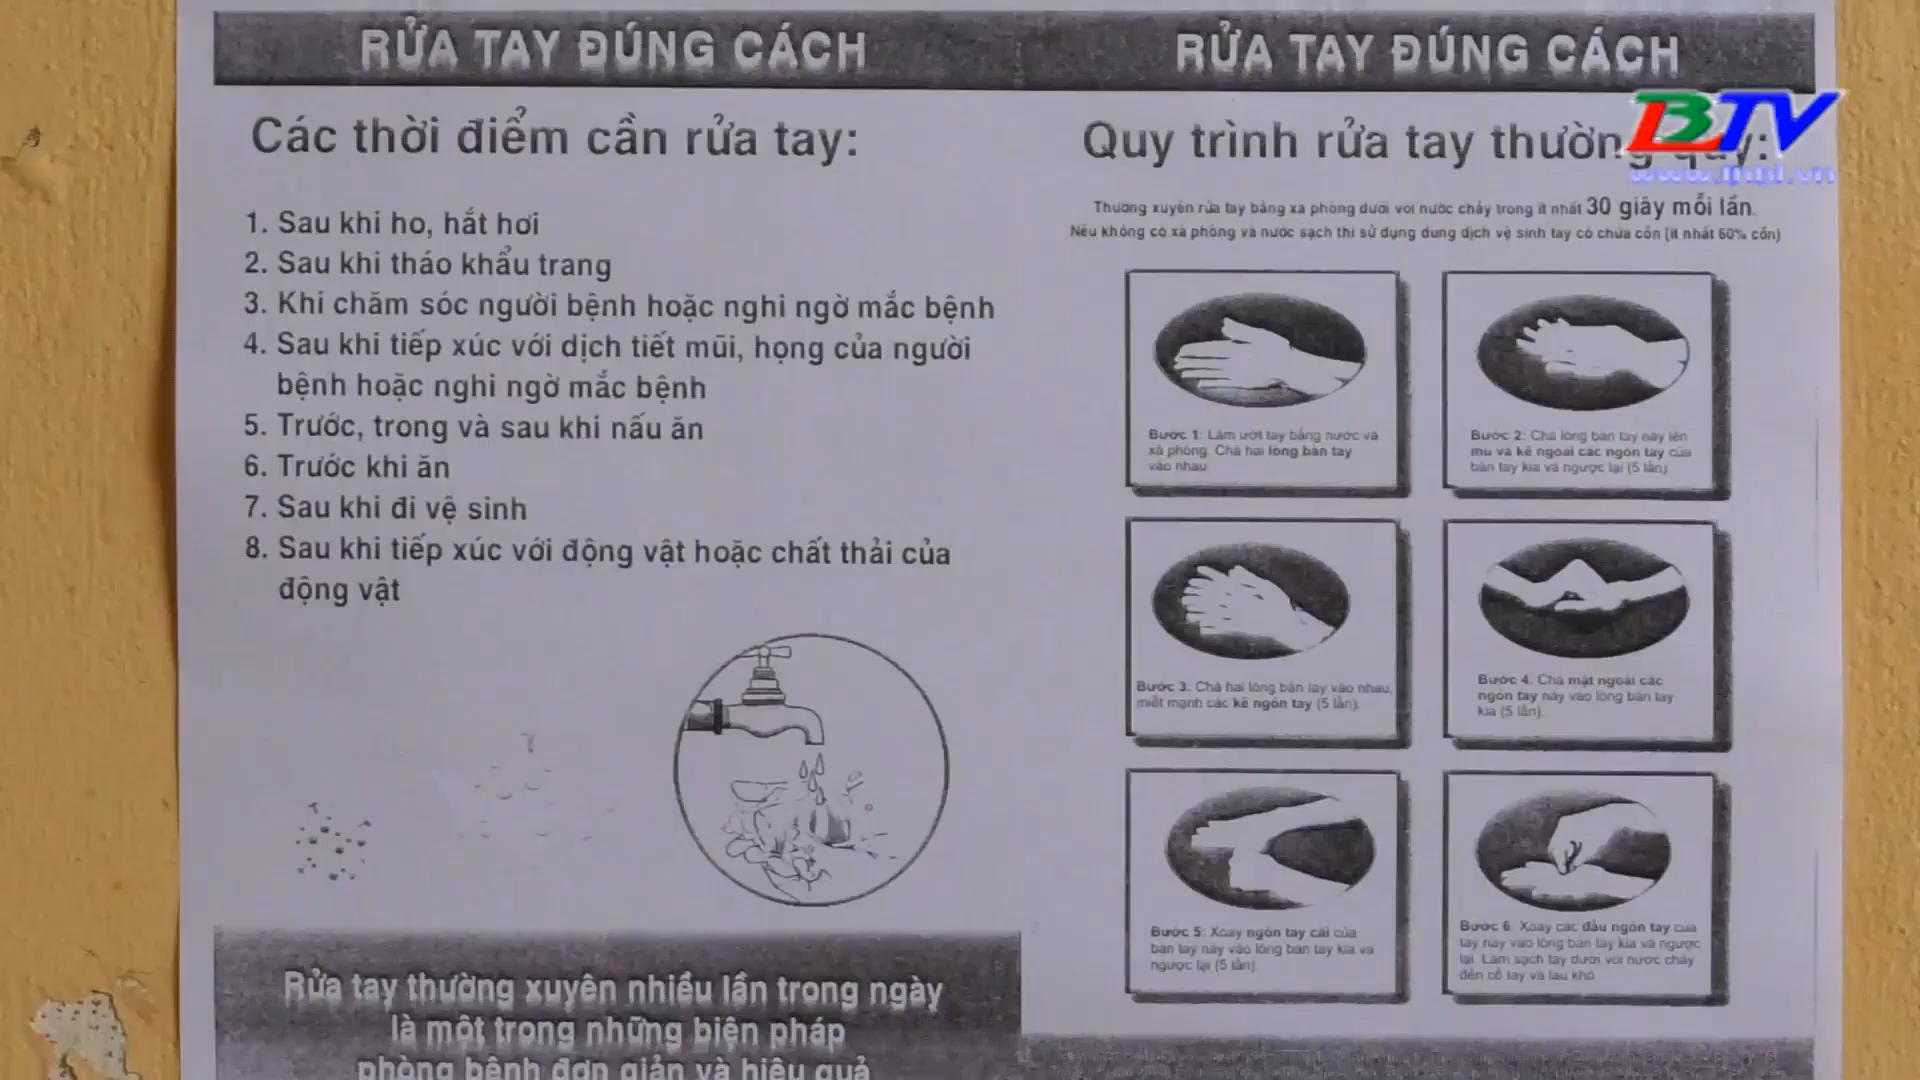 RỬA TAY ĐÚNG CÁCH
Các thời điểm cần rửa tay:
1. Sau khi ho, hắt hơi
2. Sau khi tháo khẩu trang
3. Khi chăm sóc người bệnh hoặc nghi ngờ mắc bệnh
4. Sau khi tiếp xúc với dịch tiết mũi, họng của người
bệnh hoặc nghi ngờ mắc bệnh
5. Trước, trong và sau khi nấu ăn
6. Trước khi ăn
7. Sau khi đi vệ sinh
8. Sau khi tiếp xúc với động vật hoặc chất thải của
động vật
Rửa tay thường xuyên nhiều lần trong ngày
là một trong những biện pháp
phòng bệnh đơn giản và hiệu quả
RỬA TAY ĐÚNG CÁCH
BTV
Quy trình rửa tay thường quy:
Thường xuyên rửa tay bằng xà phòng dưới vòi nước chảy trong ít nhất 30 giây mỗi lần.
Nếu không có xà phòng và nước sạch thì sử dụng dung dịch vệ sinh tay có chứa cồn (ít nhất 60% cồn)
Bước 1: Làm ướt tay bằng nước và
xà phòng. Chà hai lòng bàn tay
vào nhau
Bước 2: Chà lòng bàn tay này lên
mu và kẽ ngoài các ngón tay của
bàn tay kia và ngược lại (5 lần)
Bước 3: Chà hai lòng bàn tay vào nhau,
miết mạnh các kẽ ngón tay (5 lần).
Bước 4. Chà mặt ngoài các
ngón tay này vào lòng bàn tay
kia (5 lần).
Bước 5: Xoay ngón tay cái của
bàn tay này vào lòng bàn tay kia và
ngược lại (5 lần).
Bước 6: Xoay các đầu ngón tay của
tay này vào lòng bàn tay kia và ngược
lại. Làm sạch tay dưới vòi nước chảy
đến cổ tay và lau khô